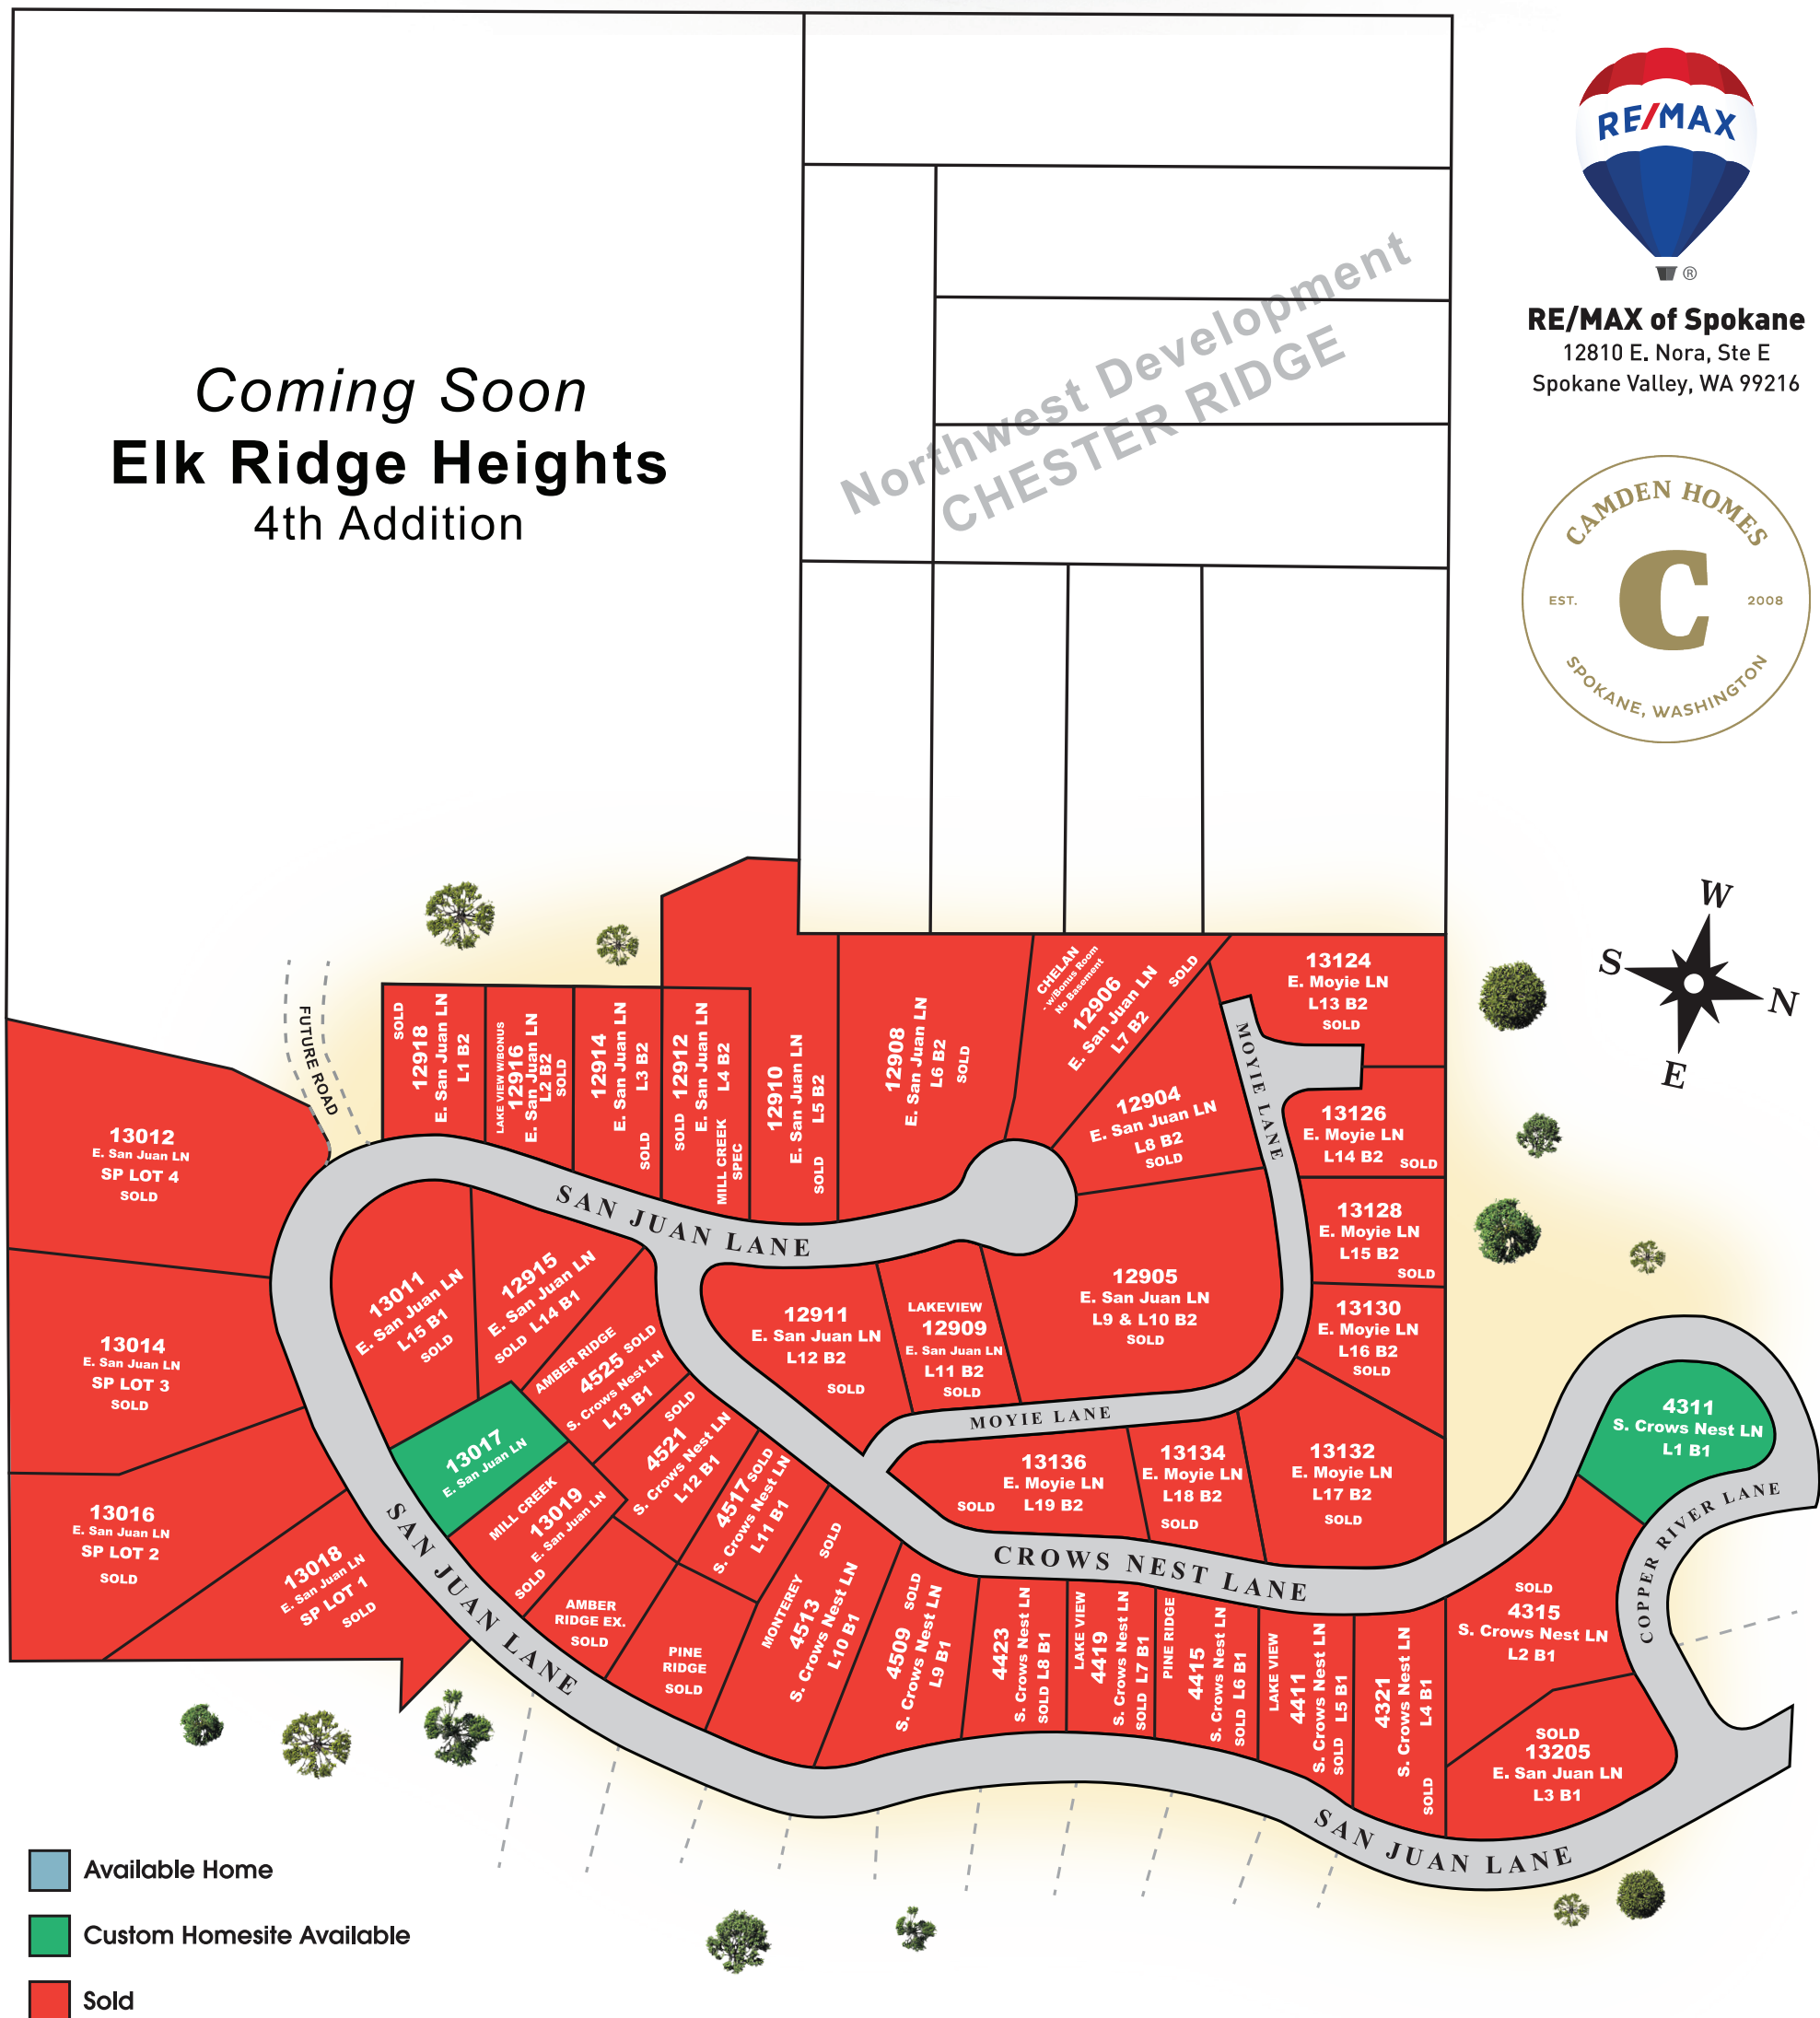 RE/MAX
®
RE/MAX of Spokane
12810 E. Nora, Ste E
Spokane Valley, WA 99216
CAMDEN HOMES
EST.
C
2008
SPOKANE, WASHINGTON
Coming Soon
Elk Ridge Heights
4th Addition
Northwest Development
CHESTER RIDGE
W
S
N
E
FUTURE ROAD
SOLD
12918
E. San Juan LN
L1 B2
LAKE VIEW W/BONUS
12916
E. San Juan LN
L2 B2
SOLD
12914
E. San Juan LN
L3 B2
SOLD
SOLD 12912
E. San Juan LN
L4 B2
MILL CREEK
SPEC
12910
E. San Juan LN
L5 B2
SOLD
12908
E. San Juan LN
L6 B2
SOLD
CHELAN
- w/Bonus Room
No Basement
12906
E. San Juan LN
L7 B2
SOLD
12904
E. San Juan LN
L8 B2
SOLD
MOYIE LANE
13124
E. Moyie LN
L13 B2
SOLD
13126
E. Moyie LN
L14 B2 SOLD
13128
E. Moyie LN
L15 B2
SOLD
13130
E. Moyie LN
L16 B2
SOLD
13132
E. Moyie LN
L17 B2
SOLD
13134
E. Moyie LN
L18 B2
SOLD
13136
E. Moyie LN
SOLD L19 B2
MOYIE LANE
12905
E. San Juan LN
L9 & L10 B2
SOLD
LAKEVIEW
12909
E. San Juan LN
L11 B2
SOLD
12911
E. San Juan LN
L12 B2
SOLD
SAN JUAN LANE
13012
E. San Juan LN
SP LOT 4
SOLD
13014
E. San Juan LN
SP LOT 3
SOLD
13016
E. San Juan LN
SP LOT 2
SOLD
13018
E. San Juan LN
SP LOT 1
SOLD
13011
E. San Juan LN
L15 B1
SOLD
12915
E. San Juan LN
SOLD L14 B1
AMBER RIDGE
4525 SOLD
S. Crows Nest LN
L13 B1
13017
E. San Juan LN
MILL CREEK
13019
E. San Juan LN
SOLD
SOLD
4521
S. Crows Nest LN
L12 B1
4517 SOLD
S. Crows Nest LN
L11 B1
AMBER
RIDGE EX.
SOLD
PINE
RIDGE
SOLD
MONTEREY SOLD
4513
S. Crows Nest LN
L10 B1
4509 SOLD
S. Crows Nest LN
L9 B1
4423
S. Crows Nest LN
SOLD L8 B1
LAKE VIEW
4419
S. Crows Nest LN
SOLD L7 B1
PINE RIDGE
4415
S. Crows Nest LN
SOLD L6 B1
LAKE VIEW
4411
S. Crows Nest LN
SOLD L5 B1
4321
S. Crows Nest LN
L4 B1
SOLD
CROWS NEST LANE
4311
S. Crows Nest LN
L1 B1
COPPER RIVER LANE
SOLD
4315
S. Crows Nest LN
L2 B1
SOLD
13205
E. San Juan LN
L3 B1
SAN JUAN LANE
SAN JUAN LANE
Available Home
Custom Homesite Available
Sold